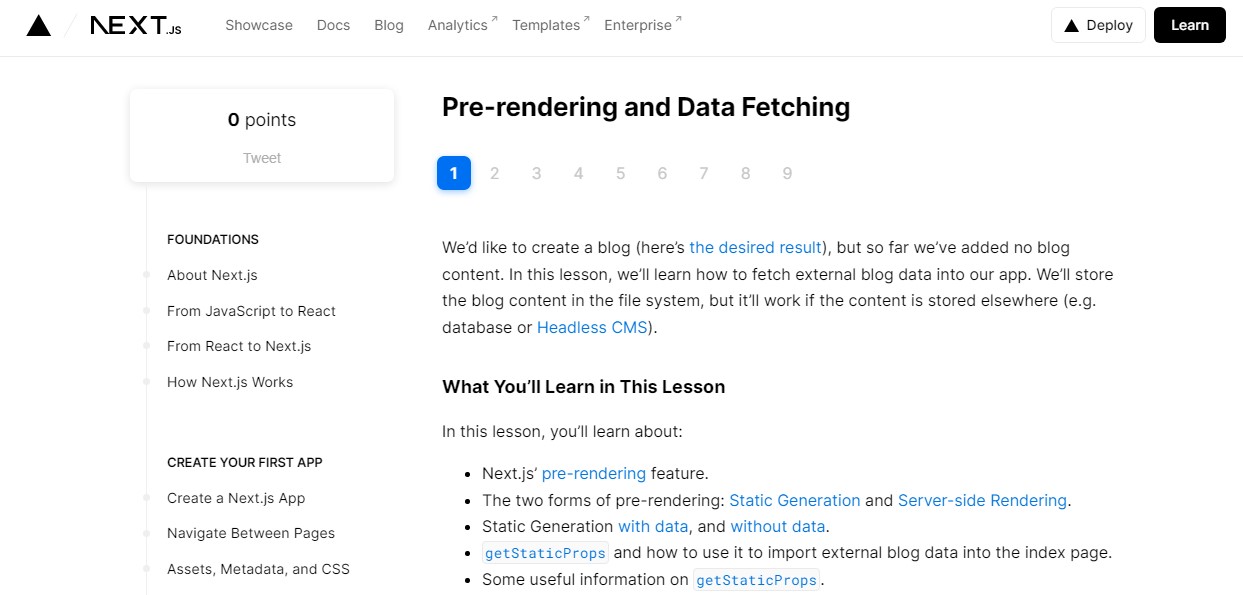 NEXT.JS Showcase Docs Blog Analytics↗ Templates↗ Enterprise↗ Deploy Learn
0 points
Tweet
FOUNDATIONS
About Next.js
From JavaScript to React
From React to Next.js
How Next.js Works
CREATE YOUR FIRST APP
Create a Next.js App
Navigate Between Pages
Assets, Metadata, and CSS
Pre-rendering and Data Fetching
1 2 3 4 5 6 7 8 9
We’d like to create a blog (here’s the desired result), but so far we’ve added no blog
content. In this lesson, we’ll learn how to fetch external blog data into our app. We’ll store
the blog content in the file system, but it’ll work if the content is stored elsewhere (e.g.
database or Headless CMS).
What You’ll Learn in This Lesson
In this lesson, you’ll learn about:
• Next.js’ pre-rendering feature.
• The two forms of pre-rendering: Static Generation and Server-side Rendering.
• Static Generation with data, and without data.
• getStaticProps and how to use it to import external blog data into the index page.
• Some useful information on getStaticProps.